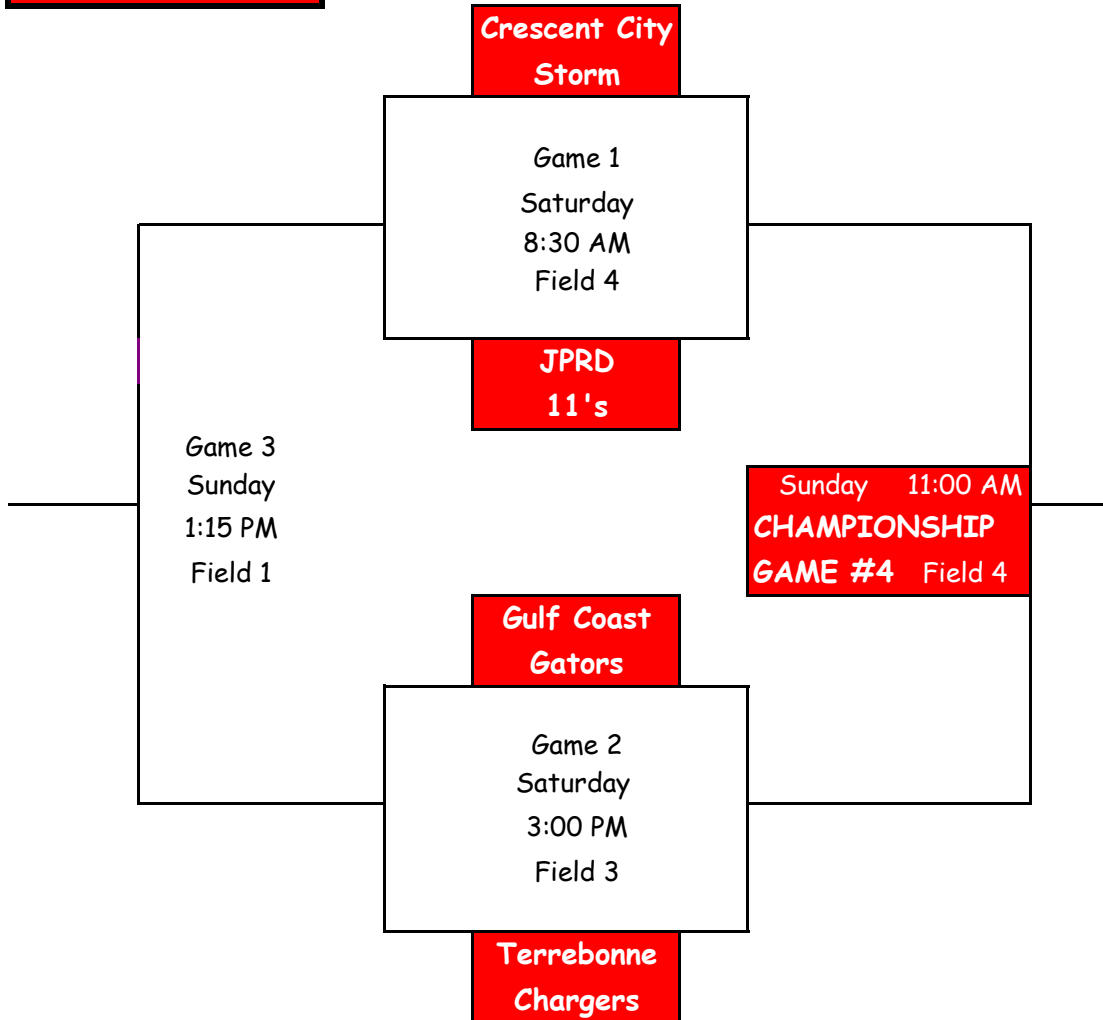 Crescent City
Storm
Game 1
Saturday
8:30 AM
Field 4
JPRD
11's
Game 3
Sunday
1:15 PM
Field 1
Sunday 11:00 AM
CHAMPIONSHIP
GAME #4 Field 4
Gulf Coast
Gators
Game 2
Saturday
3:00 PM
Field 3
Terrebonne
Chargers